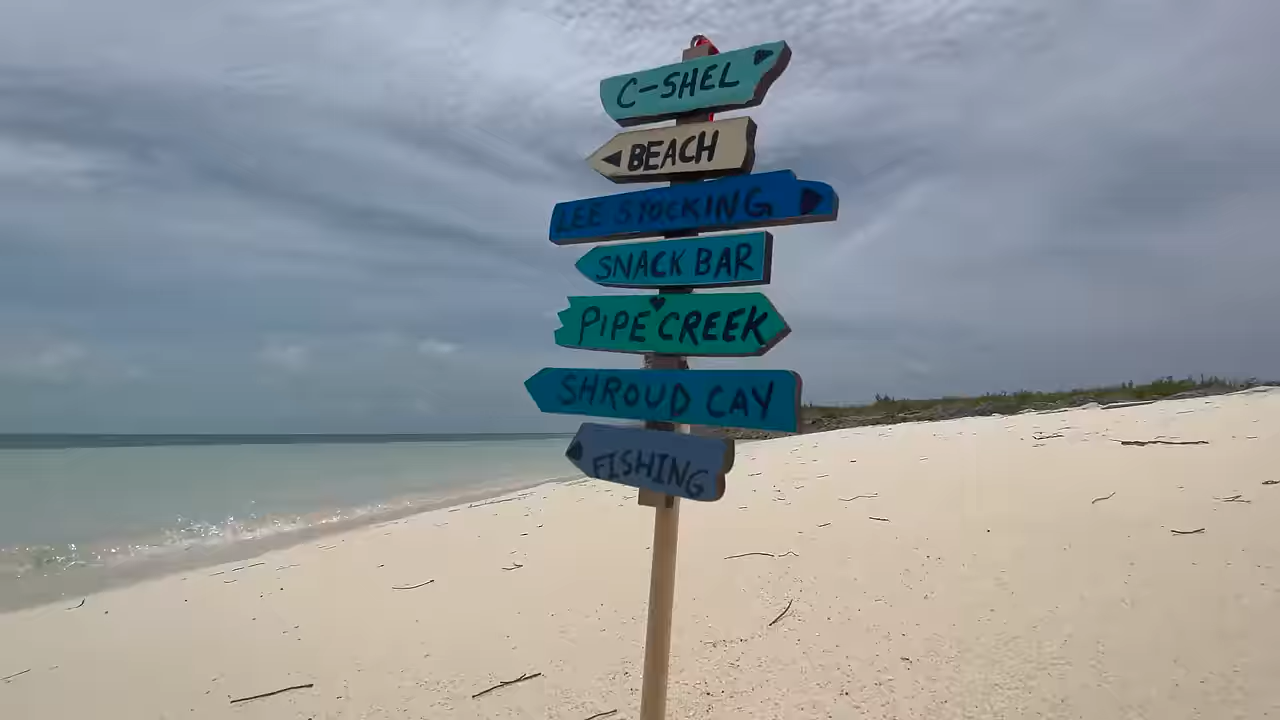 C-SHEL
BEACH
LEE STOCKING
SNACK BAR
PIPE CREEK
SHROUD CAY
FISHING